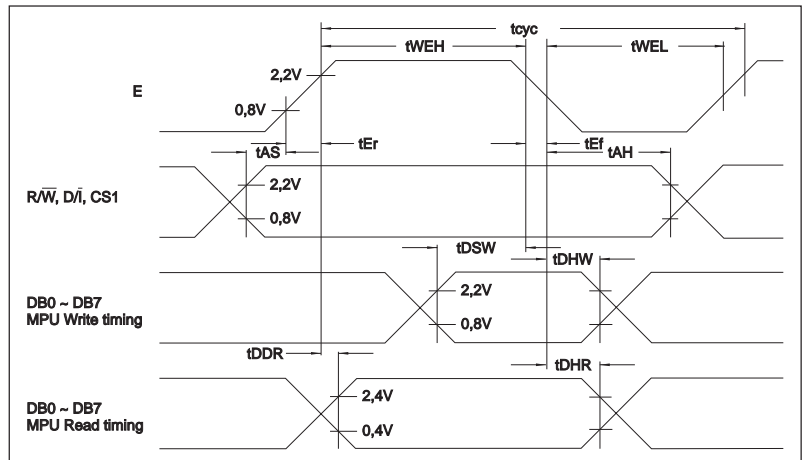 tcyc
tWEH
tWEL
2,2V
E
0,8V
tEr
tEf
tAS
tAH
R/W̅, D/I̅, CS1
2,2V
0,8V
tDSW
tDHW
DB0 ~ DB7
MPU Write timing
2,2V
0,8V
tDDR
tDHR
DB0 ~ DB7
MPU Read timing
2,4V
0,4V